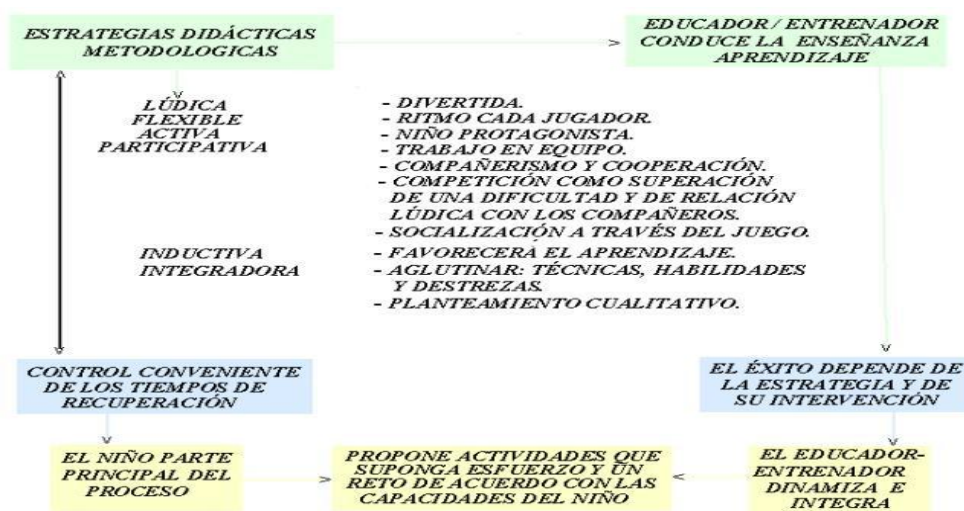 ESTRATEGIAS DIDÁCTICAS
METODOLOGICAS
EDUCADOR / ENTRENADOR
CONDUCE LA ENSEÑANZA
APRENDIZAJE
LÚDICA
FLEXIBLE
ACTIVA
PARTICIPATIVA
- DIVERTIDA.
- RITMO CADA JUGADOR.
- NIÑO PROTAGONISTA.
- TRABAJO EN EQUIPO.
- COMPAÑERISMO Y COOPERACIÓN.
- COMPETICIÓN COMO SUPERACIÓN
DE UNA DIFICULTAD Y DE RELACIÓN
LÚDICA CON LOS COMPAÑEROS.
- SOCIALIZACIÓN A TRAVÉS DEL JUEGO.
INDUCTIVA
INTEGRADORA
- FAVORECERÁ EL APRENDIZAJE.
- AGLUTINAR: TÉCNICAS, HABILIDADES
Y DESTREZAS.
- PLANTEAMIENTO CUALITATIVO.
CONTROL CONVENIENTE
DE LOS TIEMPOS DE
RECUPERACIÓN
EL ÉXITO DEPENDE DE
LA ESTRATEGIA Y DE
SU INTERVENCIÓN
EL NIÑO PARTE
PRINCIPAL DEL
PROCESO
PROPONE ACTIVIDADES QUE
SUPONGA ESFUERZO Y UN
RETO DE ACUERDO CON LAS
CAPACIDADES DEL NIÑO
EL EDUCADOR-
ENTRENADOR
DINAMIZA E
INTEGRA